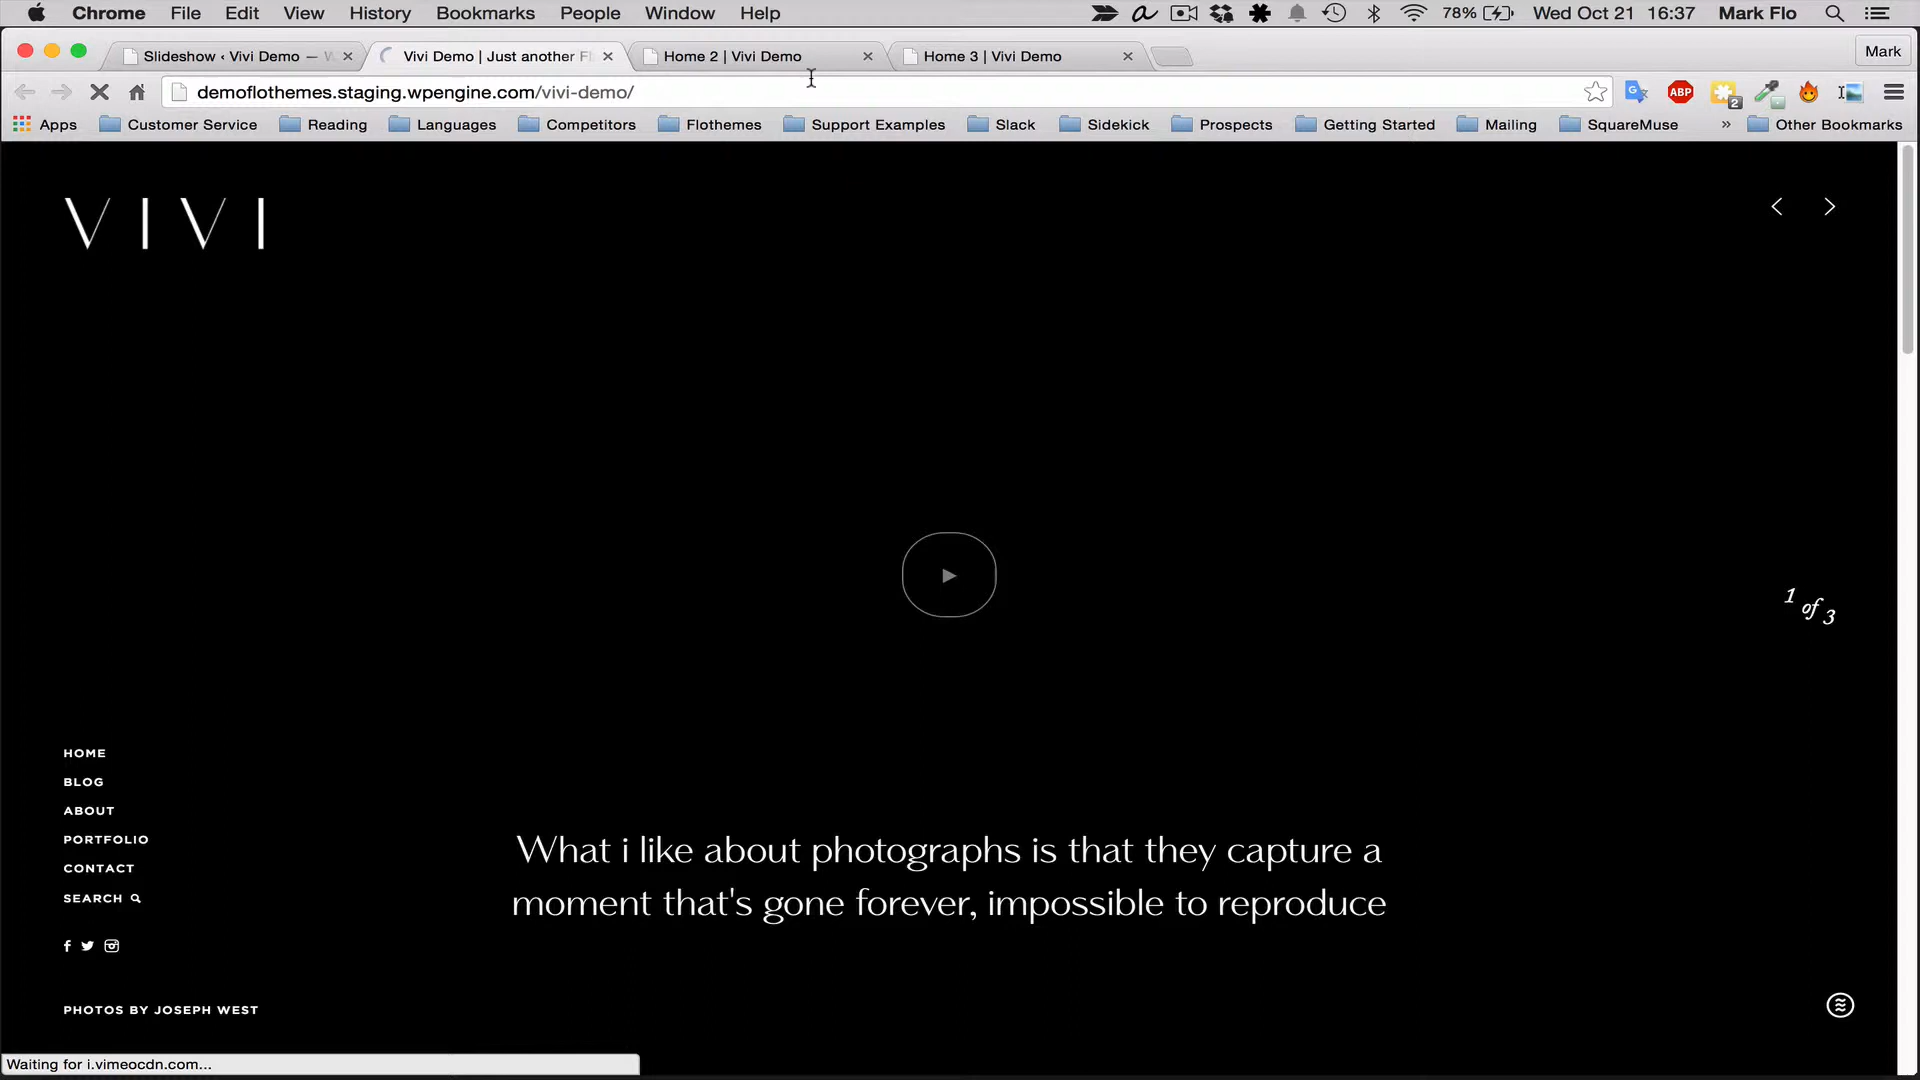 Chrome File Edit View History Bookmarks People Window Help 78% Wed Oct 21 16:37 Mark Flo
Slideshow ‹ Vivi Demo — Vivi Demo | Just another Home 2 | Vivi Demo Home 3 | Vivi Demo Mark
demoflothemes.staging.wpengine.com/vivi-demo/ ABP 2
Apps Customer Service Reading Languages Competitors Flothemes Support Examples Slack Sidekick Prospects Getting Started Mailing SquareMuse » Other Bookmarks
VIVI
1 of 3
HOME
BLOG
ABOUT
PORTFOLIO
CONTACT
SEARCH
What i like about photographs is that they capture a
moment that's gone forever, impossible to reproduce
PHOTOS BY JOSEPH WEST
Waiting for i.vimeocdn.com...